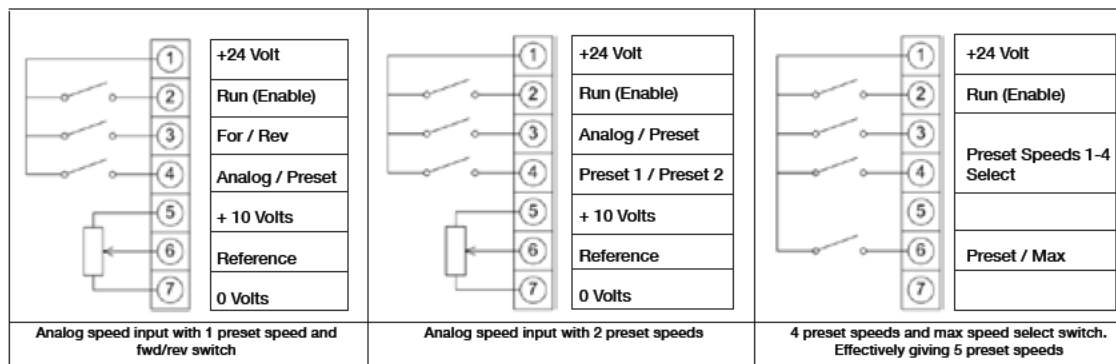 1
+24 Volt
2
Run (Enable)
3
For / Rev
4
Analog / Preset
5
+ 10 Volts
6
Reference
7
0 Volts
Analog speed input with 1 preset speed and
fwd/rev switch
1
+24 Volt
2
Run (Enable)
3
Analog / Preset
4
Preset 1 / Preset 2
5
+ 10 Volts
6
Reference
7
0 Volts
Analog speed input with 2 preset speeds
1
+24 Volt
2
Run (Enable)
3
4
Preset Speeds 1-4
Select
5
6
Preset / Max
7
4 preset speeds and max speed select switch.
Effectively giving 5 preset speeds